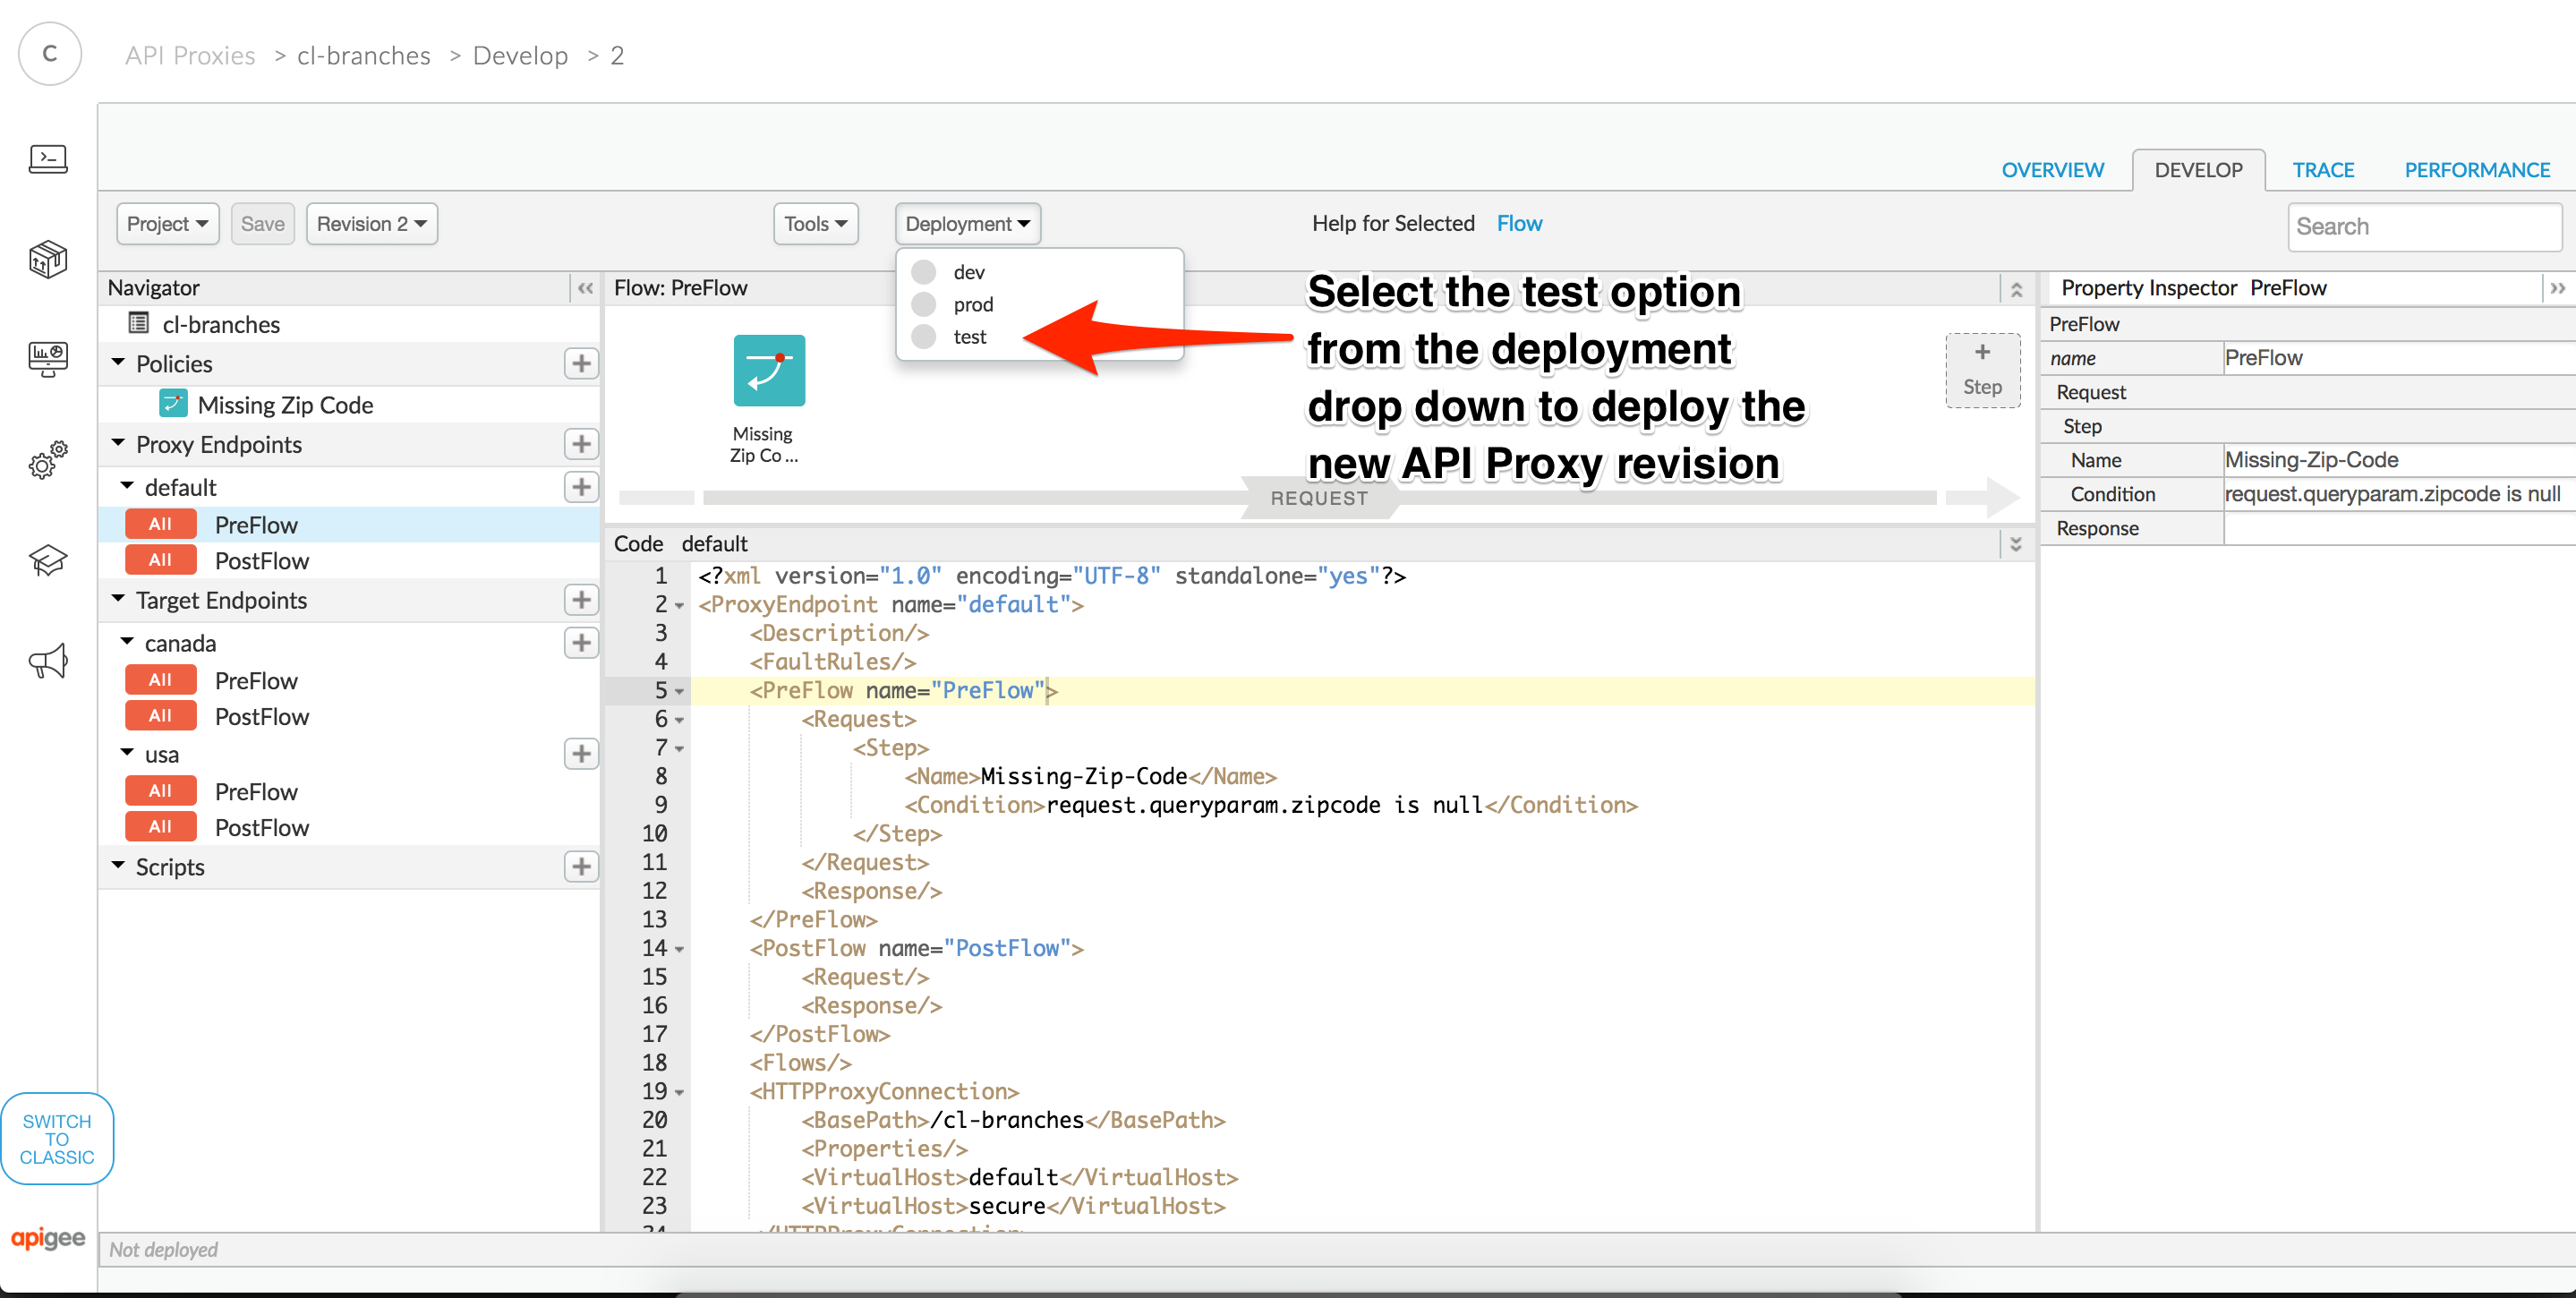 C
API Proxies > cl-branches > Develop > 2
OVERVIEW DEVELOP TRACE PERFORMANCE
Project Save Revision 2 Tools Deployment Help for Selected Flow Search
dev
prod
test
Select the test option
from the deployment
drop down to deploy the
new API Proxy revision
Navigator
cl-branches
Policies
Missing Zip Code
Proxy Endpoints
default
All PreFlow
All PostFlow
Target Endpoints
canada
All PreFlow
All PostFlow
usa
All PreFlow
All PostFlow
Scripts
Flow: PreFlow
Missing
Zip Co ...
+
Step
REQUEST
Code default
1 <?xml version="1.0" encoding="UTF-8" standalone="yes"?>
2 <ProxyEndpoint name="default">
3 <Description/>
4 <FaultRules/>
5 <PreFlow name="PreFlow">
6 <Request>
7 <Step>
8 <Name>Missing-Zip-Code</Name>
9 <Condition>request.queryparam.zipcode is null</Condition>
10 </Step>
11 </Request>
12 <Response/>
13 </PreFlow>
14 <PostFlow name="PostFlow">
15 <Request/>
16 <Response/>
17 </PostFlow>
18 <Flows/>
19 <HTTPProxyConnection>
20 <BasePath>/cl-branches</BasePath>
21 <Properties/>
22 <VirtualHost>default</VirtualHost>
23 <VirtualHost>secure</VirtualHost>
24 </HTTPProxyConnection>
Property Inspector PreFlow
PreFlow
name PreFlow
Request
Step
Name Missing-Zip-Code
Condition request.queryparam.zipcode is null
Response
SWITCH
TO
CLASSIC
apigee
Not deployed